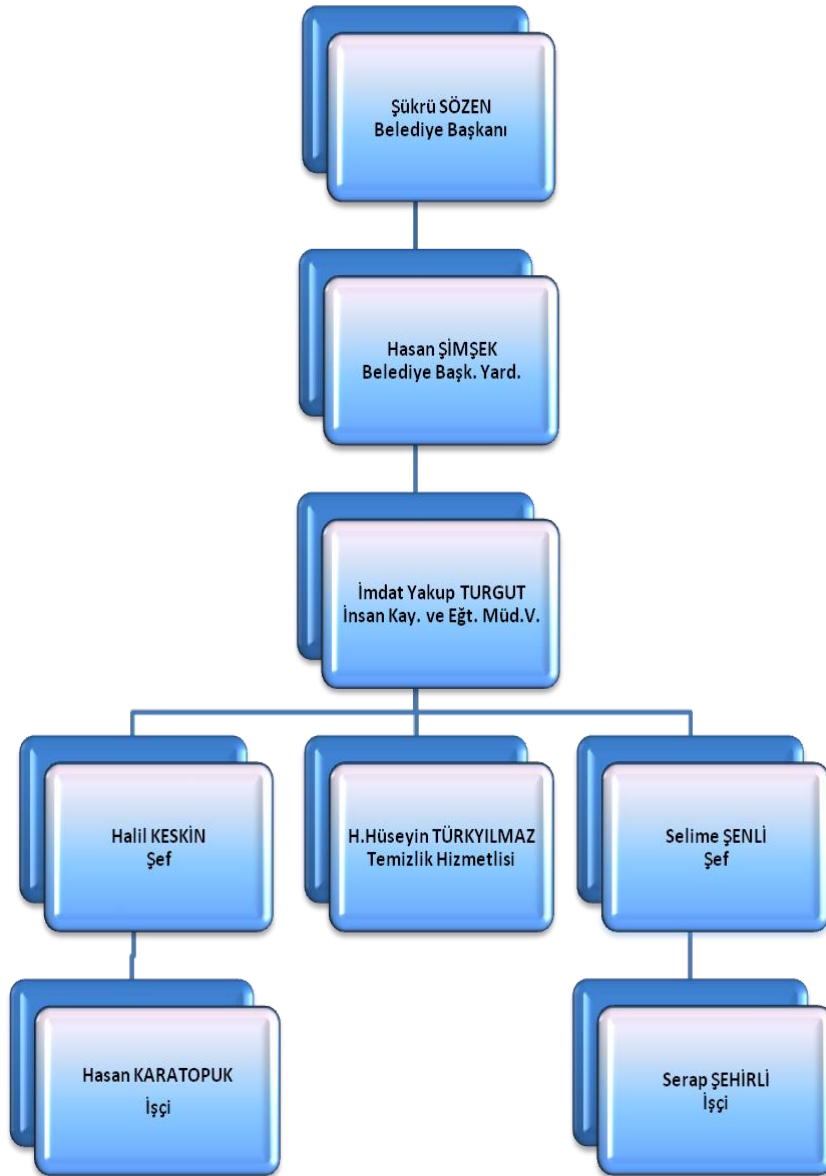 Şükrü SÖZEN
Belediye Başkanı
Hasan ŞİMŞEK
Belediye Başk. Yard.
İmdat Yakup TURGUT
İnsan Kay. ve Eğt. Müd.V.
Halil KESKİN
Şef
H.Hüseyin TÜRKYILMAZ
Temizlik Hizmetlisi
Selime ŞENLİ
Şef
Hasan KARATOPUK
İşçi
Serap ŞEHİRLİ
İşçi